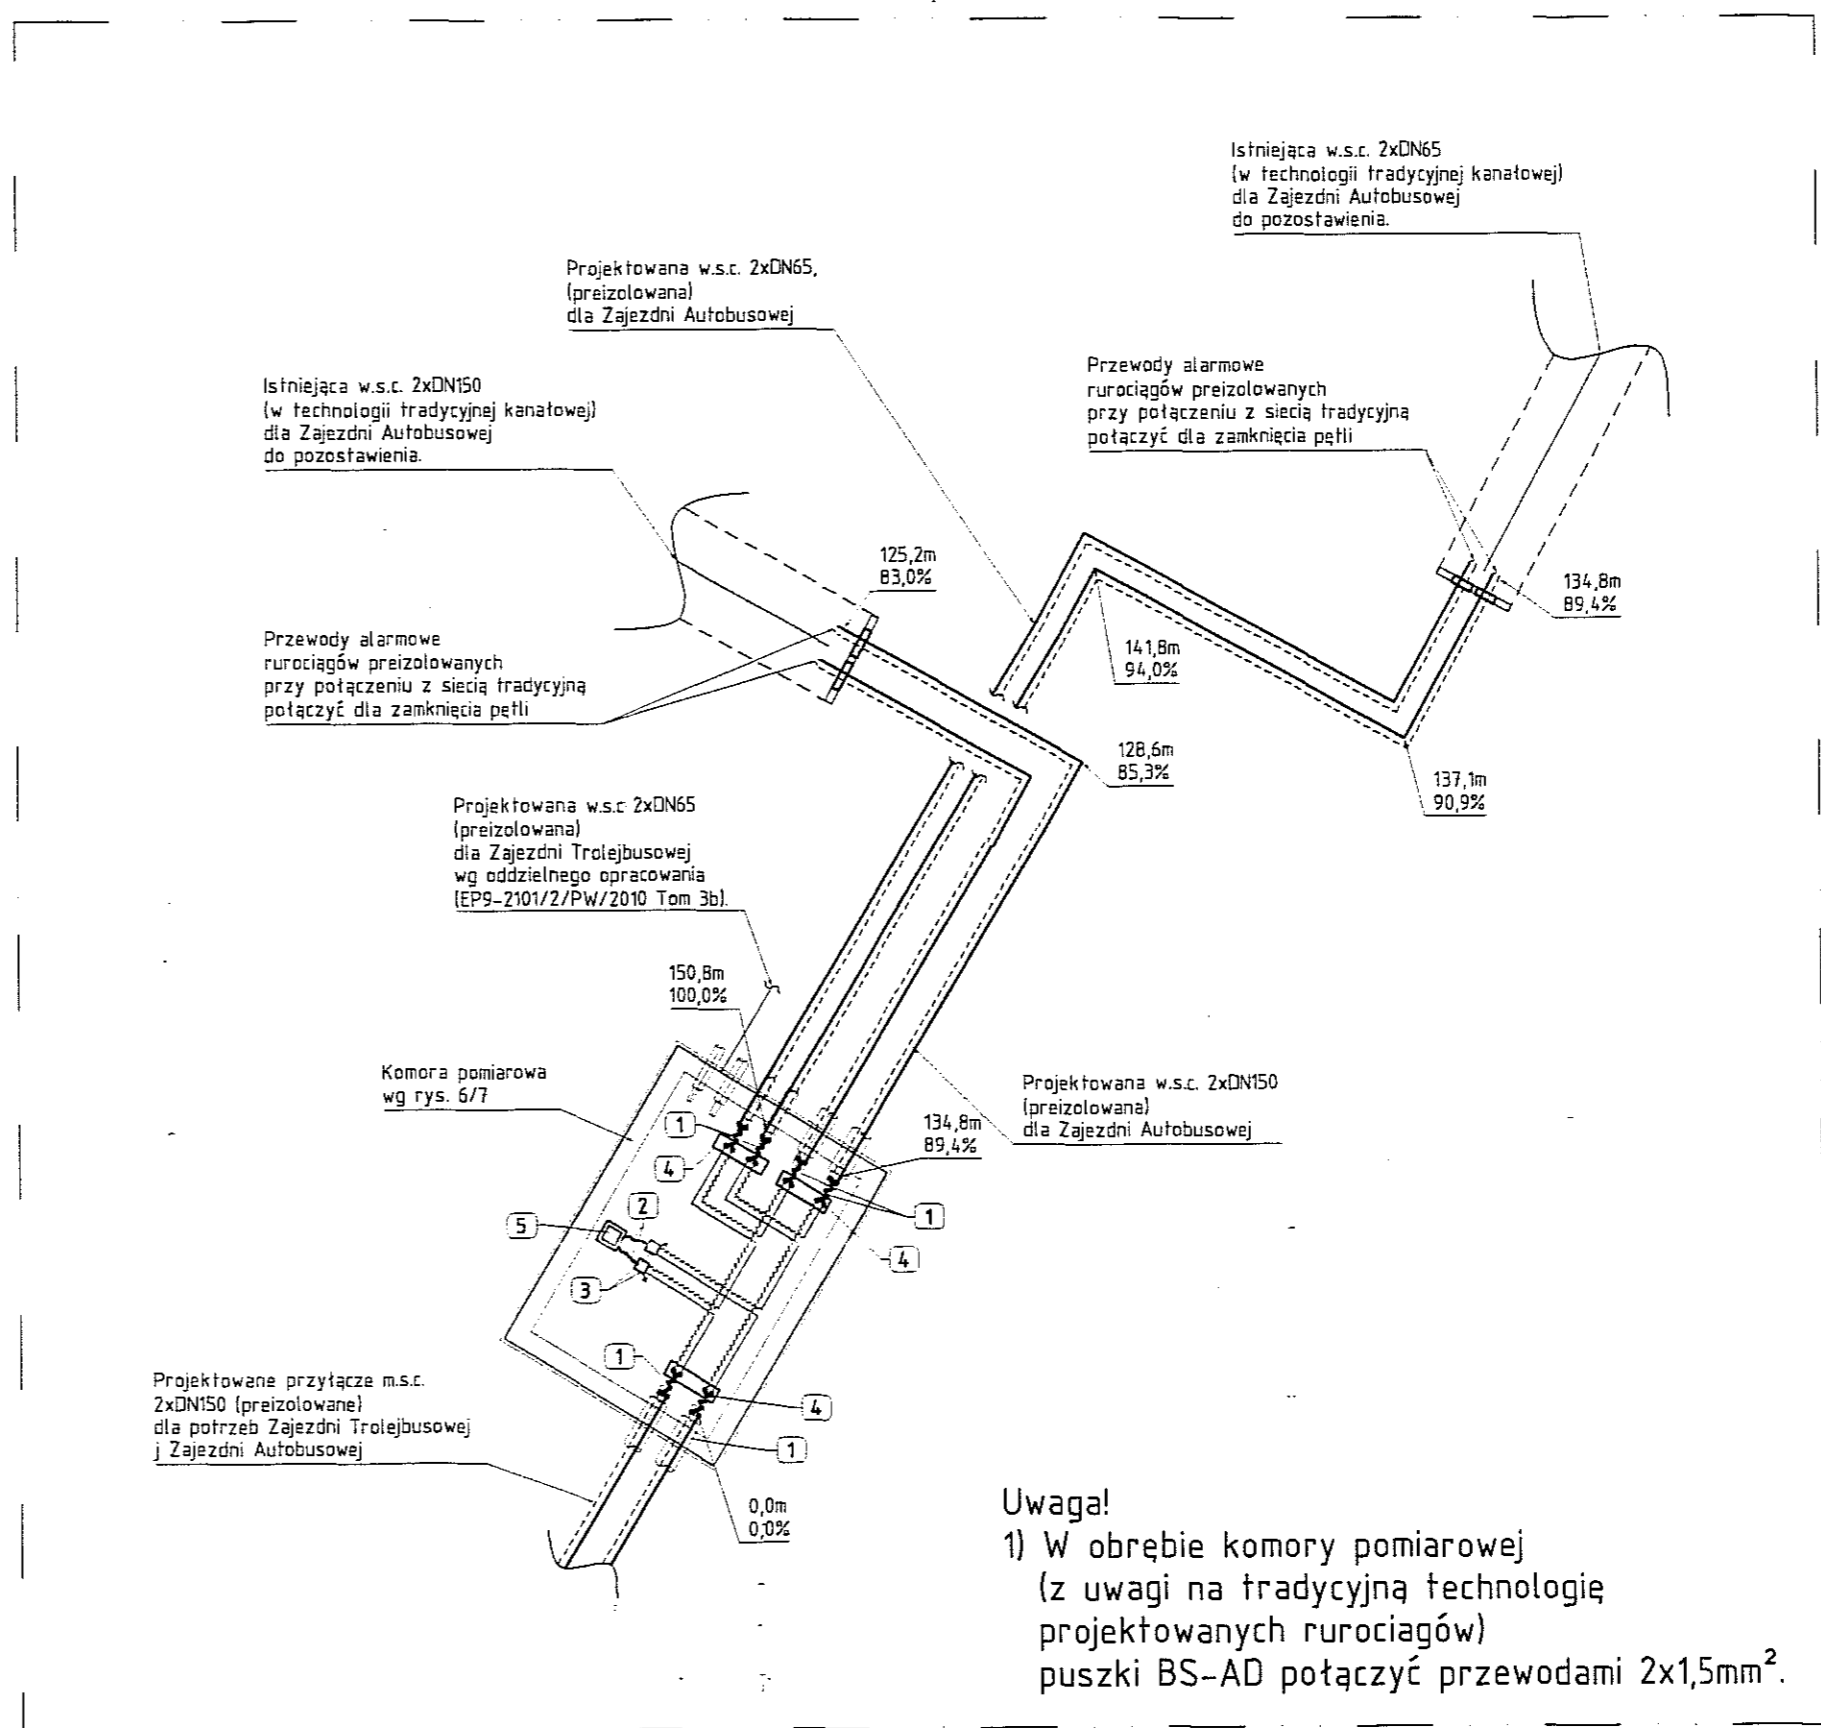 Istniejąca w.s.c. 2xDN65
(w technologii tradycyjnej kanałowej)
dla Zajezdni Autobusowej
do pozostawienia.
Projektowana w.s.c. 2xDN65,
(preizolowana)
dla Zajezdni Autobusowej
Przewody alarmowe
rurociągów preizolowanych
przy połączeniu z siecią tradycyjną
połączyć dla zamknięcia pętli
Istniejąca w.s.c. 2xDN150
(w technologii tradycyjnej kanałowej)
dla Zajezdni Autobusowej
do pozostawienia.
125,2m
83,0%
134,8m
89,4%
Przewody alarmowe
rurociągów preizolowanych
przy połączeniu z siecią tradycyjną
połączyć dla zamknięcia pętli
141,8m
94,0%
128,6m
85,3%
137,1m
90,9%
Projektowana w.s.c 2xDN65
(preizolowana)
dla Zajezdni Trolejbusowej
wg oddzielnego opracowania
(EP9-2101/2/PW/2010 Tom 3b).
150,8m
100,0%
Komora pomiarowa
wg rys. 6/7
Projektowana w.s.c. 2xDN150
(preizolowana)
dla Zajezdni Autobusowej
134,8m
89,4%
1
4
2
5
1
4
3
1
4
1
Projektowane przyłącze m.s.c.
2xDN150 (preizolowane)
dla potrzeb Zajezdni Trolejbusowej
j Zajezdni Autobusowej
0,0m
0,0%
Uwaga!
1) W obrębie komory pomiarowej
(z uwagi na tradycyjną technologię
projektowanych rurociagów)
puszki BS-AD połączyć przewodami 2x1,5mm².